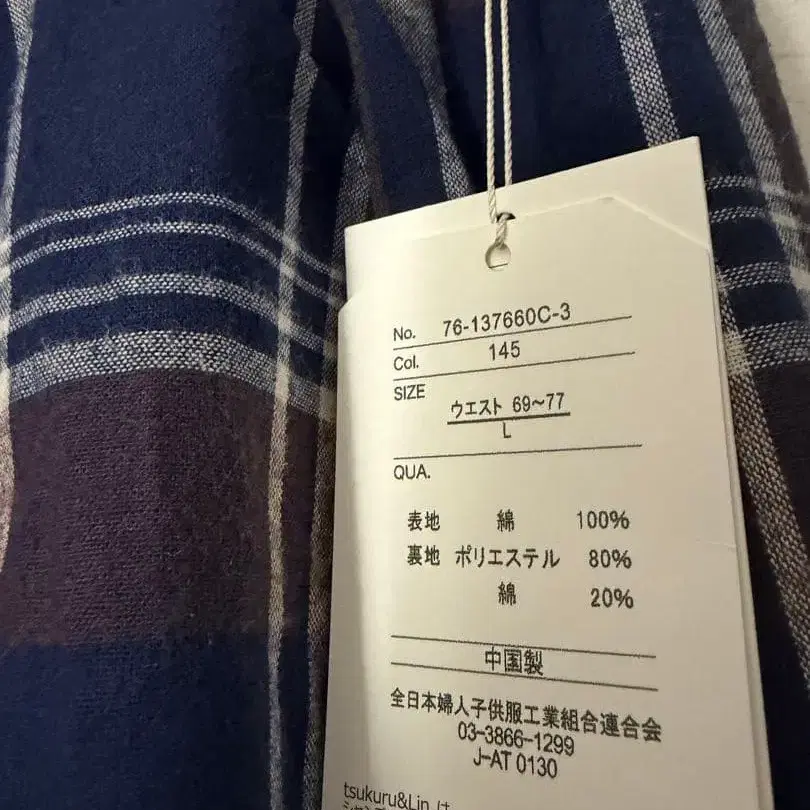 No. 76-137660C-3
Col. 145
SIZE
ウエスト 69〜77
L
QUA.
表地 綿 100%
裏地 ポリエステル 80%
綿 20%
中国製
全日本婦人子供服工業組合連合会
03-3866-1299
J-AT 0130
tsukuru&Lin は